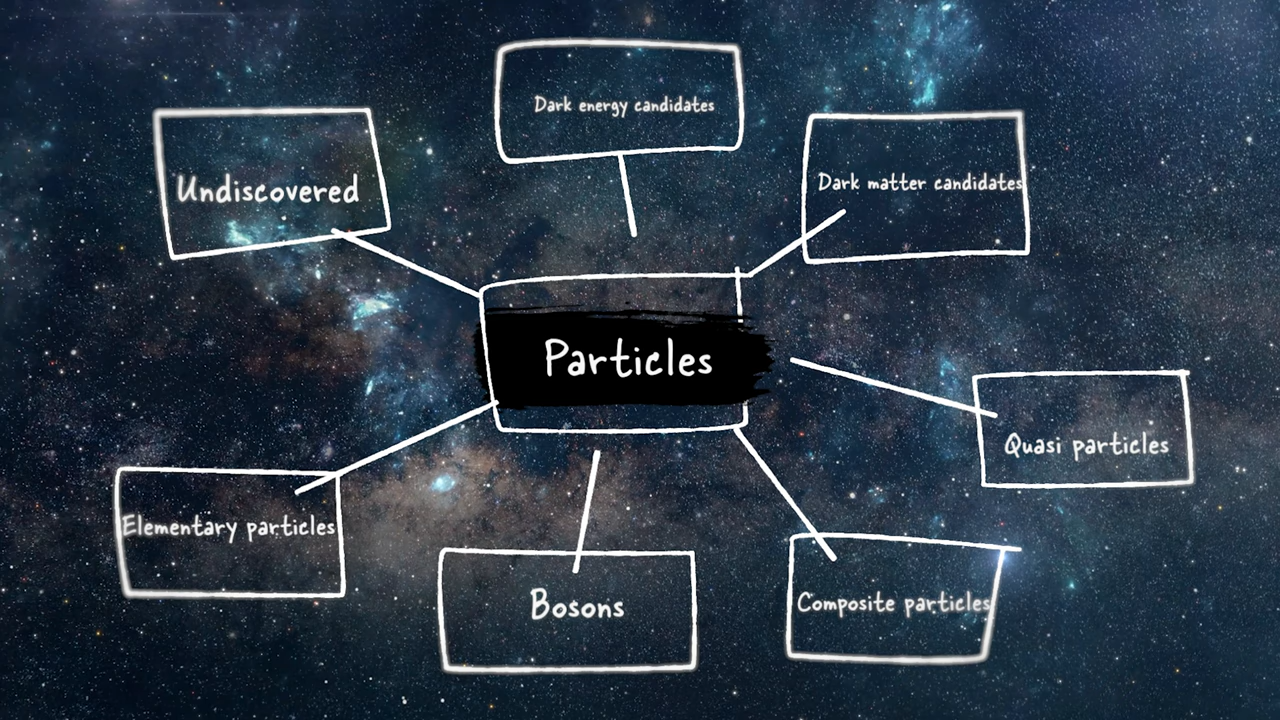 Dark energy candidates
Undiscovered
Dark matter candidates
Particles
Quasi particles
Elementary particles
Bosons
Composite particles